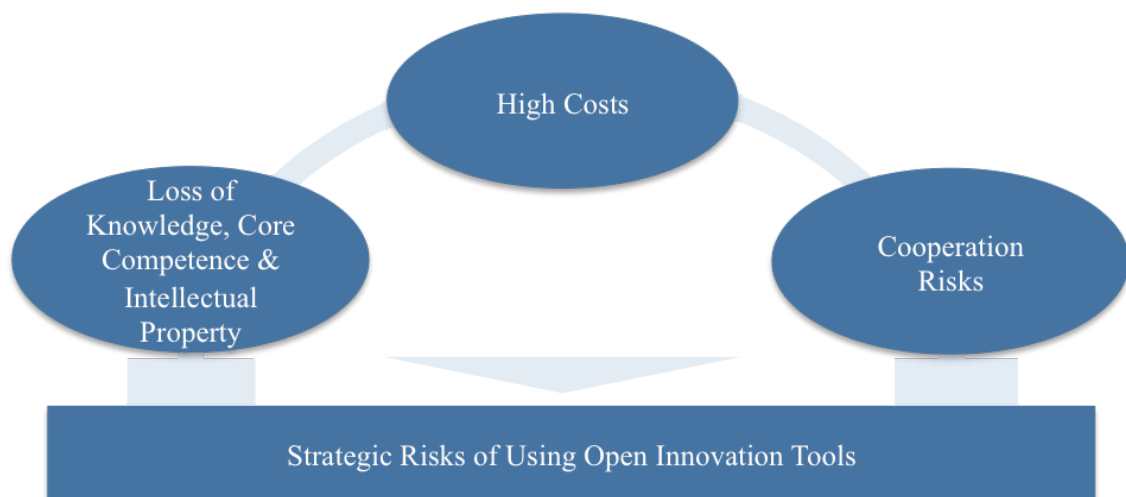 High Costs
Loss of
Knowledge, Core
Competence &
Intellectual
Property
Cooperation
Risks
Strategic Risks of Using Open Innovation Tools